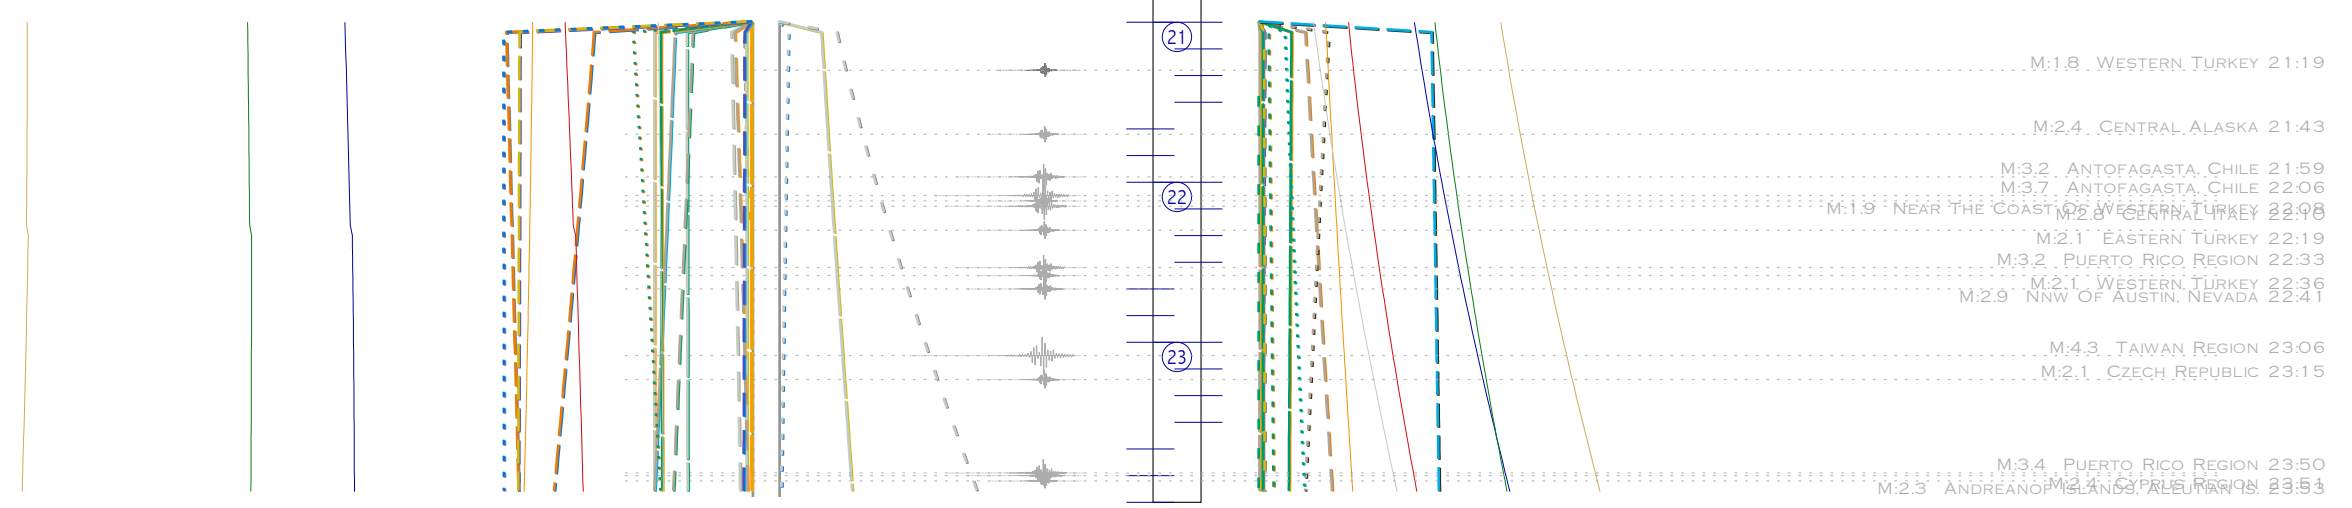 21
M:1.8 Western Turkey 21:19
M:2.4 Central Alaska 21:43
M:3.2 Antofagasta, Chile 21:59
M:3.7 Antofagasta, Chile 22:06
22
M:1.9 Near The Coast Of Western Turkey 22:08
M:2.8 Central Italy 22:10
M:2.1 Eastern Turkey 22:19
M:3.2 Puerto Rico Region 22:33
M:2.1 Western Turkey 22:36
M:2.9 Nnw Of Austin, Nevada 22:41
M:4.3 Taiwan Region 23:06
23
M:2.1 Czech Republic 23:15
M:3.4 Puerto Rico Region 23:50
M:2.4 Cyprus Region 23:51
M:2.3 Andreanof Islands, Aleutian Is. 23:53